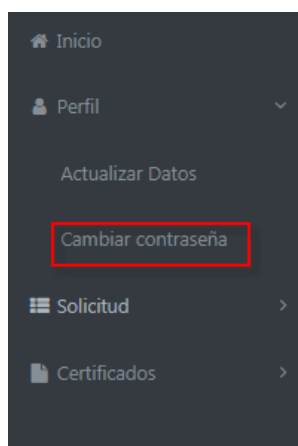 Inicio
Perfil
Actualizar Datos
Cambiar contraseña
Solicitud
Certificados